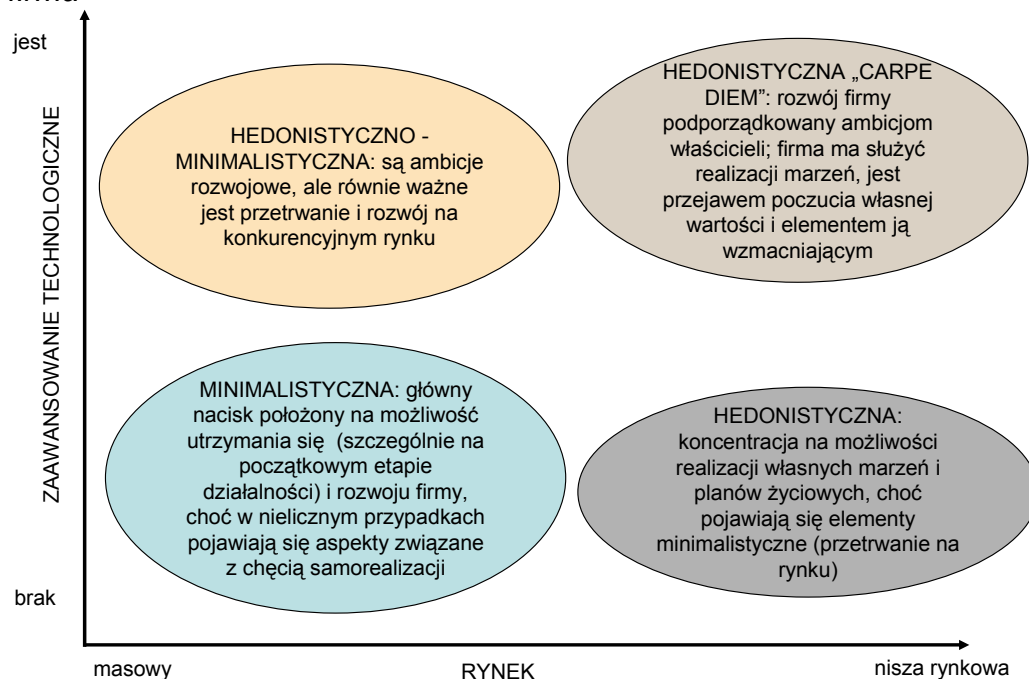 jest
HEDONISTYCZNO -
MINIMALISTYCZNA: są ambicje
rozwojowe, ale równie ważne
jest przetrwanie i rozwój na
konkurencyjnym rynku
HEDONISTYCZNA „CARPE
DIEM”: rozwój firmy
podporządkowany ambicjom
właścicieli; firma ma służyć
realizacji marzeń, jest
przejawem poczucia własnej
wartości i elementem ją
wzmacniającym
ZAAWANSOWANIE TECHNOLOGICZNE
MINIMALISTYCZNA: główny
nacisk położony na możliwość
utrzymania się (szczególnie na
początkowym etapie
działalności) i rozwoju firmy,
choć w nielicznym przypadkach
pojawiają się aspekty związane
z chęcią samorealizacji
HEDONISTYCZNA:
koncentracja na możliwości
realizacji własnych marzeń i
planów życiowych, choć
pojawiają się elementy
minimalistyczne (przetrwanie na
rynku)
brak
masowy
RYNEK
nisza rynkowa